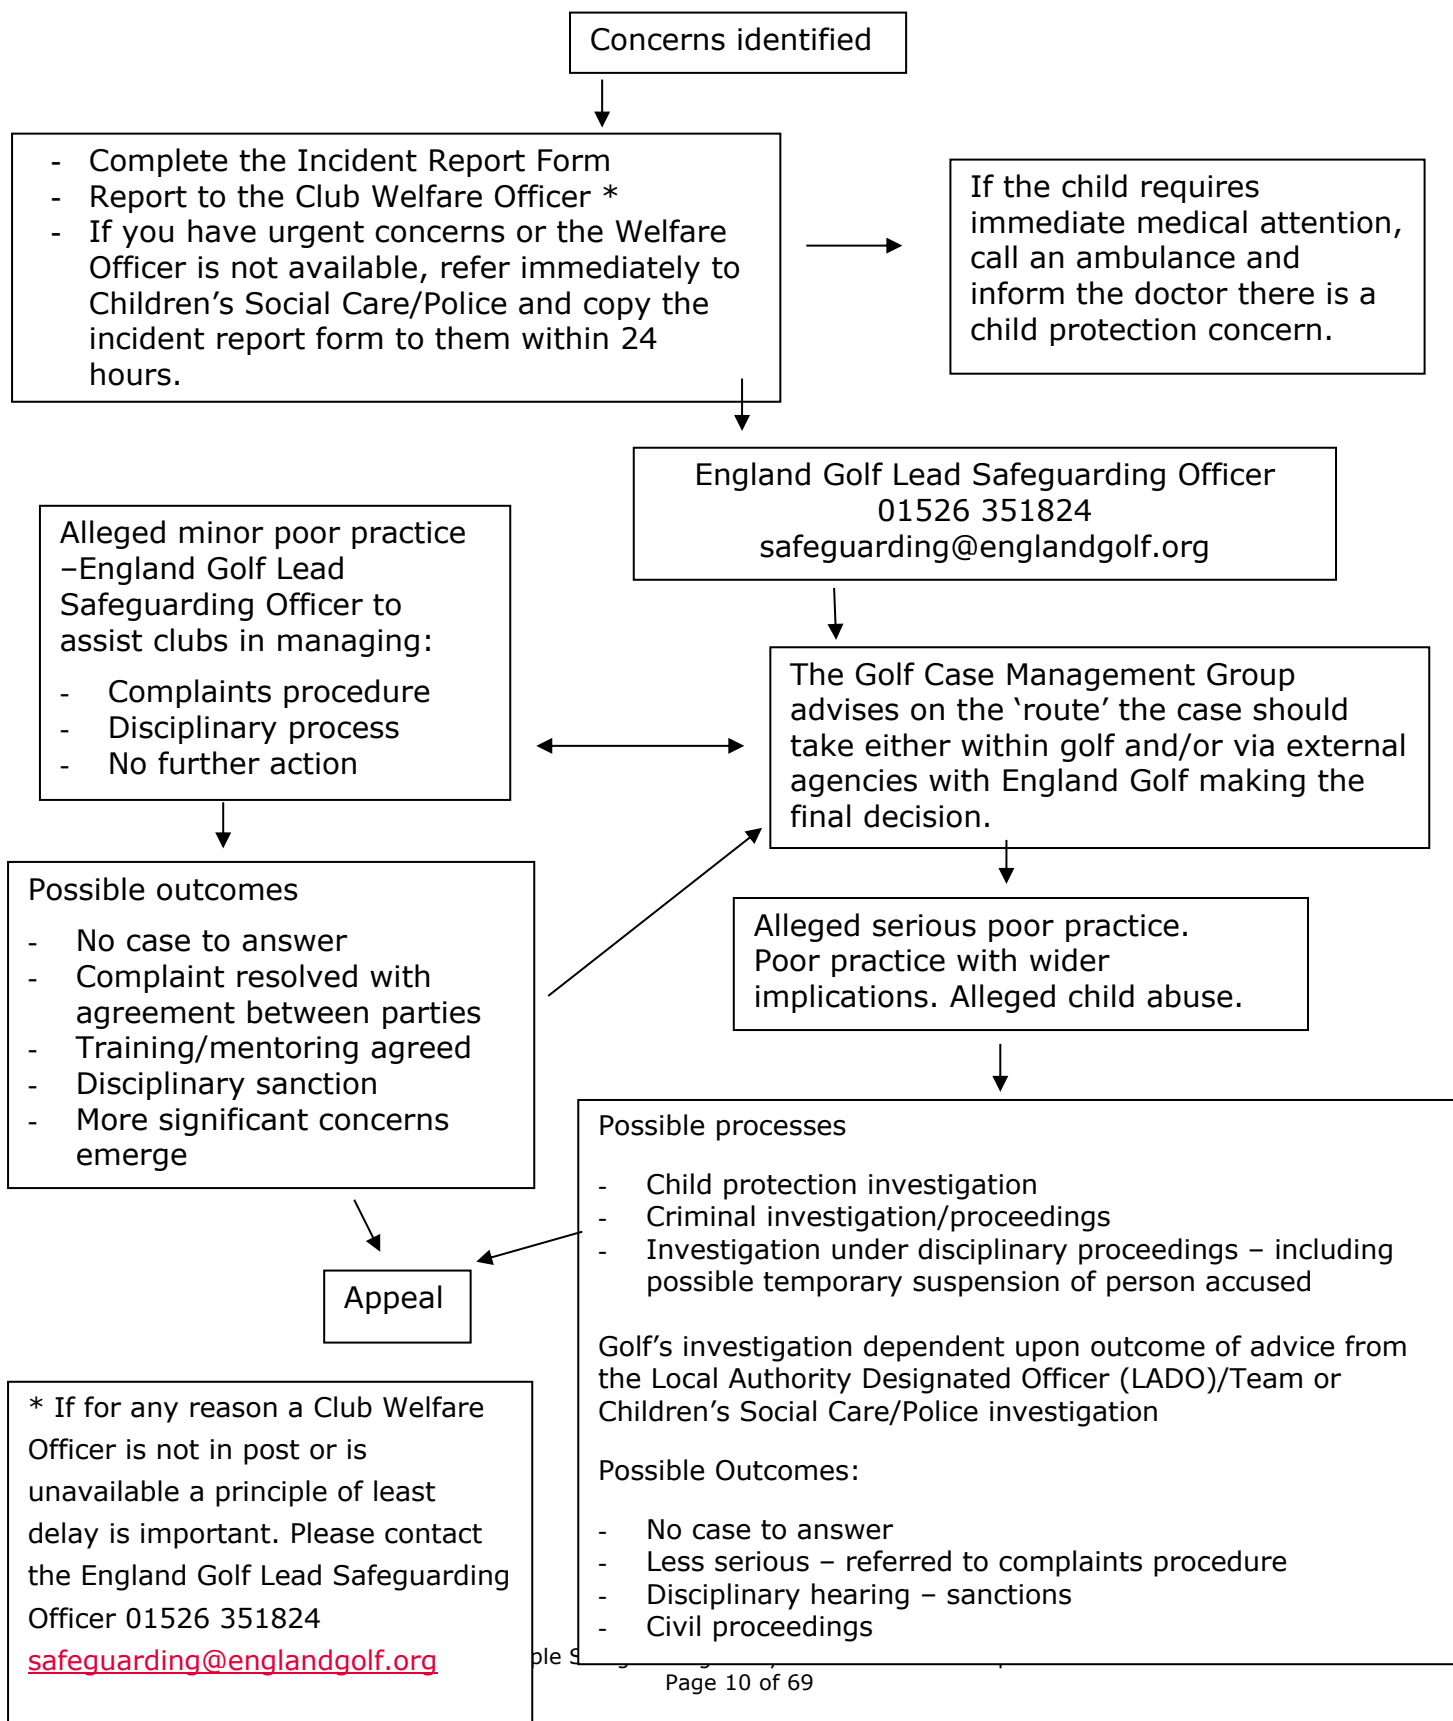 Concerns identified
- Complete the Incident Report Form
- Report to the Club Welfare Officer *
- If you have urgent concerns or the Welfare
Officer is not available, refer immediately to
Children’s Social Care/Police and copy the
incident report form to them within 24
hours.
If the child requires
immediate medical attention,
call an ambulance and
inform the doctor there is a
child protection concern.
England Golf Lead Safeguarding Officer
01526 351824
safeguarding@englandgolf.org
Alleged minor poor practice
–England Golf Lead
Safeguarding Officer to
assist clubs in managing:
- Complaints procedure
- Disciplinary process
- No further action
The Golf Case Management Group
advises on the ‘route’ the case should
take either within golf and/or via external
agencies with England Golf making the
final decision.
Possible outcomes
- No case to answer
- Complaint resolved with
agreement between parties
- Training/mentoring agreed
- Disciplinary sanction
- More significant concerns
emerge
Alleged serious poor practice.
Poor practice with wider
implications. Alleged child abuse.
Possible processes
- Child protection investigation
- Criminal investigation/proceedings
- Investigation under disciplinary proceedings – including
possible temporary suspension of person accused
Golf’s investigation dependent upon outcome of advice from
the Local Authority Designated Officer (LADO)/Team or
Children’s Social Care/Police investigation
Possible Outcomes:
- No case to answer
- Less serious – referred to complaints procedure
- Disciplinary hearing – sanctions
- Civil proceedings
Appeal
* If for any reason a Club Welfare
Officer is not in post or is
unavailable a principle of least
delay is important. Please contact
the England Golf Lead Safeguarding
Officer 01526 351824
safeguarding@englandgolf.org
Page 10 of 69